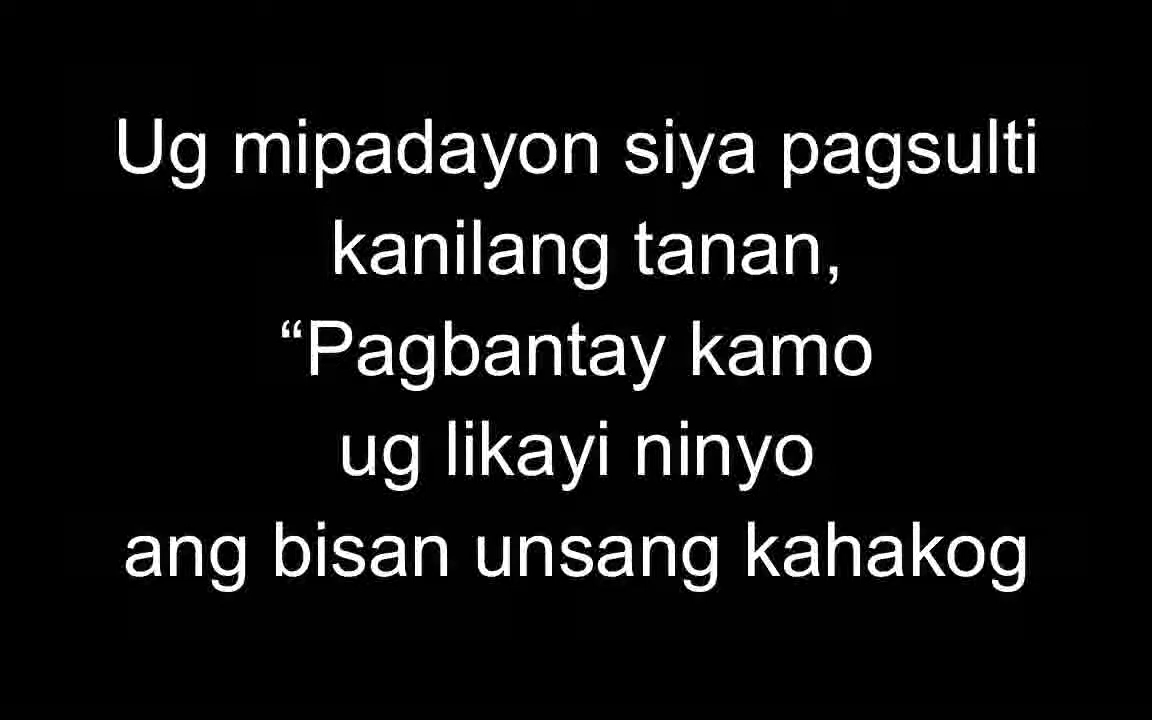 Ug mipadayon siya pagsulti
kanilang tanan,
“Pagbantay kamo
ug likayi ninyo
ang bisan unsang kahakog